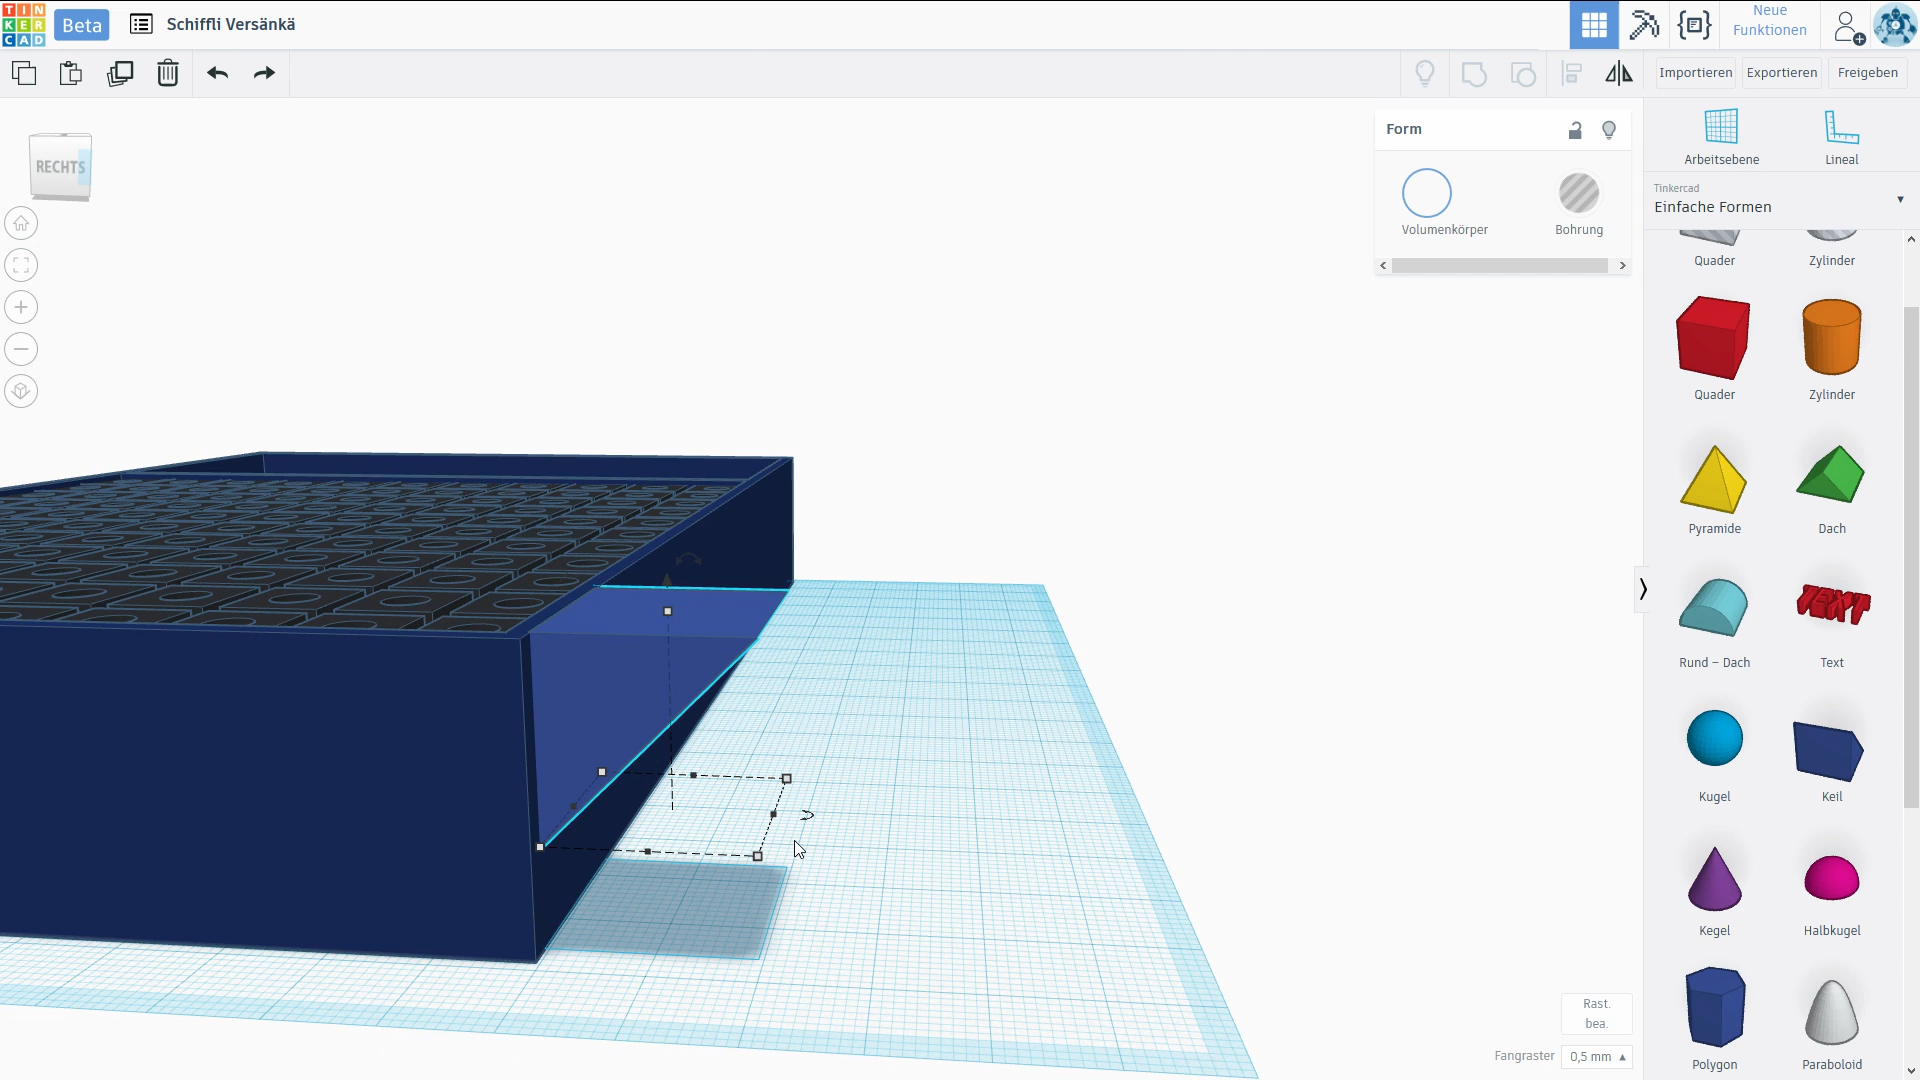 TIN
KER
CAD
Beta
Schiffli Versänkä
Neue
Funktionen
Importieren
Exportieren
Freigeben
RECHTS
Form
Volumenkörper
Bohrung
Arbeitsebene
Lineal
Tinkercad
Einfache Formen
Quader
Zylinder
Quader
Zylinder
Pyramide
Dach
Rund – Dach
TEXT
Text
Kugel
Keil
Kegel
Halbkugel
Polygon
Paraboloid
Rast.
bea.
Fangraster
0,5 mm